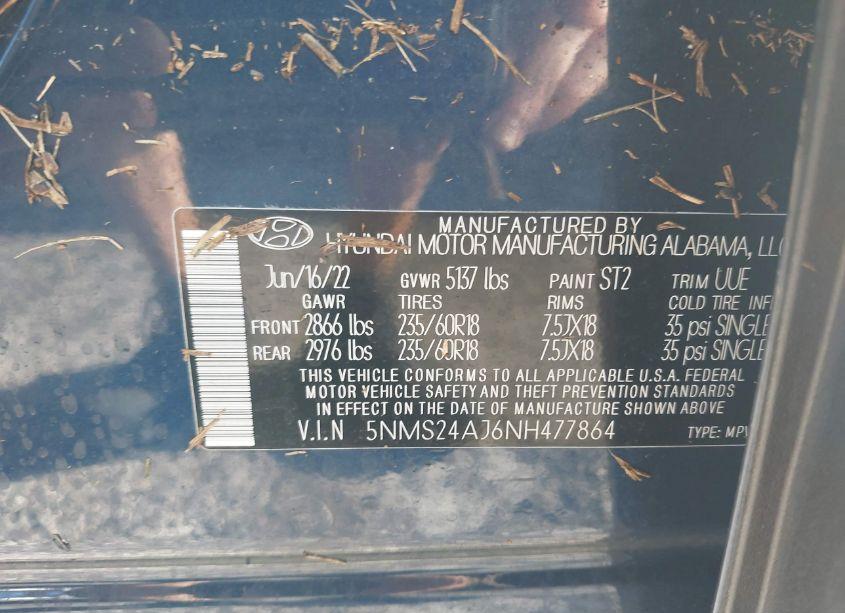 MANUFACTURED BY
HYUNDAI MOTOR MANUFACTURING ALABAMA, LLC
Jun/16/22 GVWR 5137 lbs PAINT ST2 TRIM UUE
GAWR TIRES RIMS COLD TIRE INF
FRONT 2866 lbs 235/60R18 7.5JX18 35 psi SINGLE
REAR 2976 lbs 235/60R18 7.5JX18 35 psi SINGLE
THIS VEHICLE CONFORMS TO ALL APPLICABLE U.S.A. FEDERAL
MOTOR VEHICLE SAFETY AND THEFT PREVENTION STANDARDS
IN EFFECT ON THE DATE OF MANUFACTURE SHOWN ABOVE
V.I.N 5NMS24AJ6NH477864 TYPE: MPV